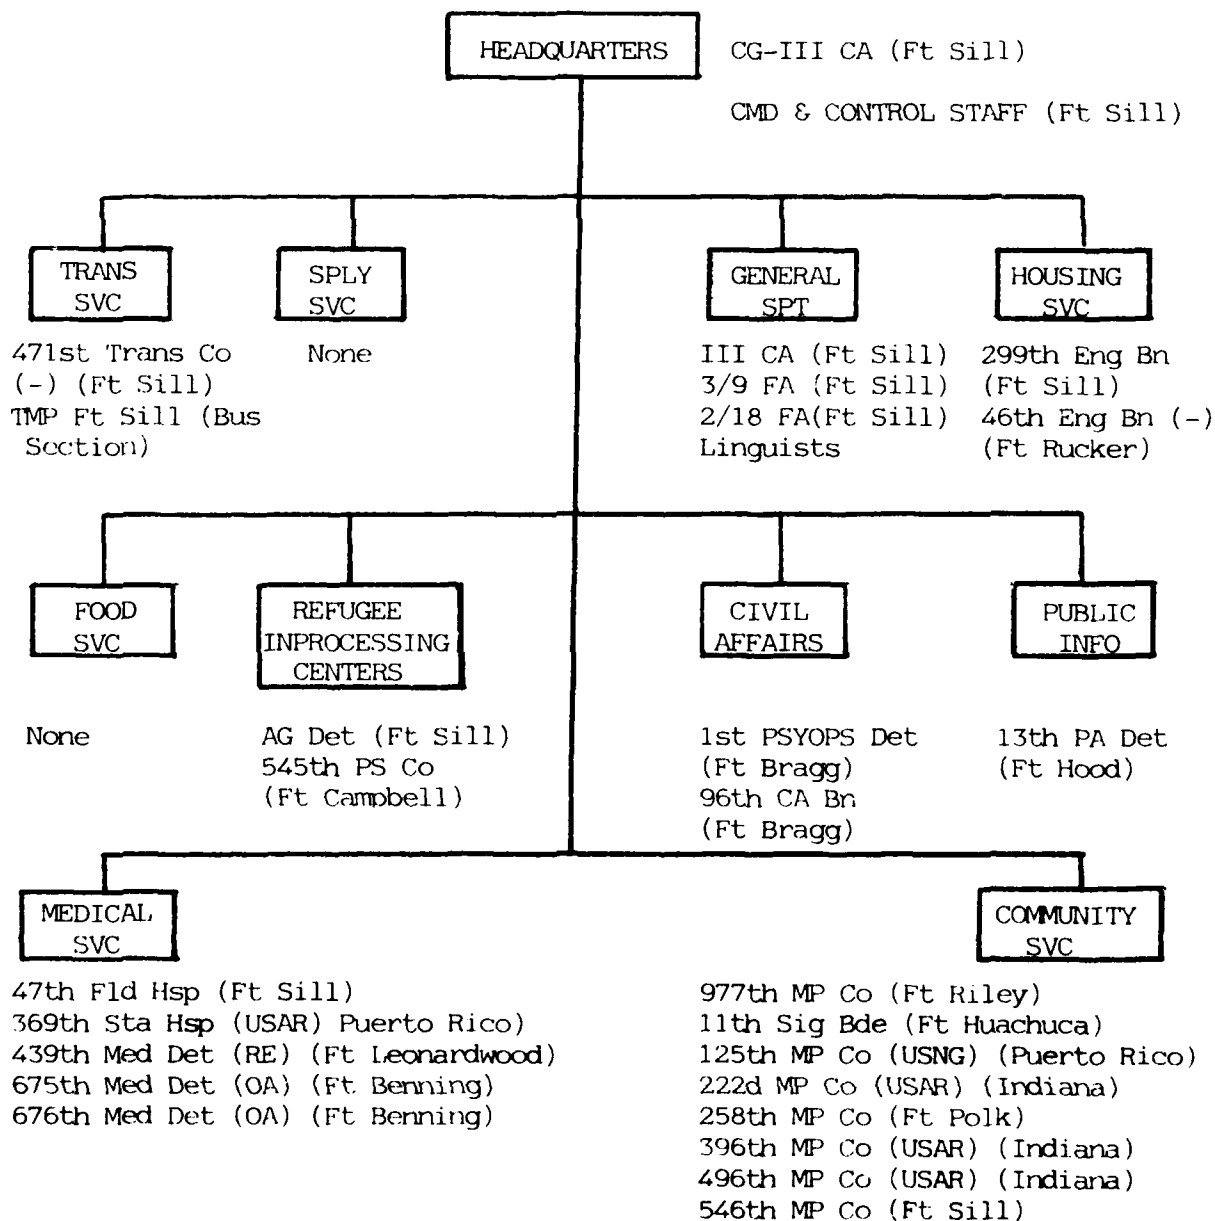 HEADQUARTERS
CG-III CA (Ft Sill)
CMD & CONTROL STAFF (Ft Sill)
TRANS
SVC
471st Trans Co
(-) (Ft Sill)
TMP Ft Sill (Bus
Section)
SPLY
SVC
None
GENERAL
SPT
III CA (Ft Sill)
3/9 FA (Ft Sill)
2/18 FA(Ft Sill)
Linguists
HOUSING
SVC
299th Eng Bn
(Ft Sill)
46th Eng Bn (-)
(Ft Rucker)
FOOD
SVC
None
REFUGEE
INPROCESSING
CENTERS
AG Det (Ft Sill)
545th PS Co
(Ft Campbell)
CIVIL
AFFAIRS
1st PSYOPS Det
(Ft Bragg)
96th CA Bn
(Ft Bragg)
PUBLIC
INFO
13th PA Det
(Ft Hood)
MEDICAL
SVC
47th Fld Hsp (Ft Sill)
369th Sta Hsp (USAR) Puerto Rico)
439th Med Det (RE) (Ft Leonardwood)
675th Med Det (OA) (Ft Benning)
676th Med Det (OA) (Ft Benning)
COMMUNITY
SVC
977th MP Co (Ft Riley)
11th Sig Bde (Ft Huachuca)
125th MP Co (USNG) (Puerto Rico)
222d MP Co (USAR) (Indiana)
258th MP Co (Ft Polk)
396th MP Co (USAR) (Indiana)
496th MP Co (USAR) (Indiana)
546th MP Co (Ft Sill)